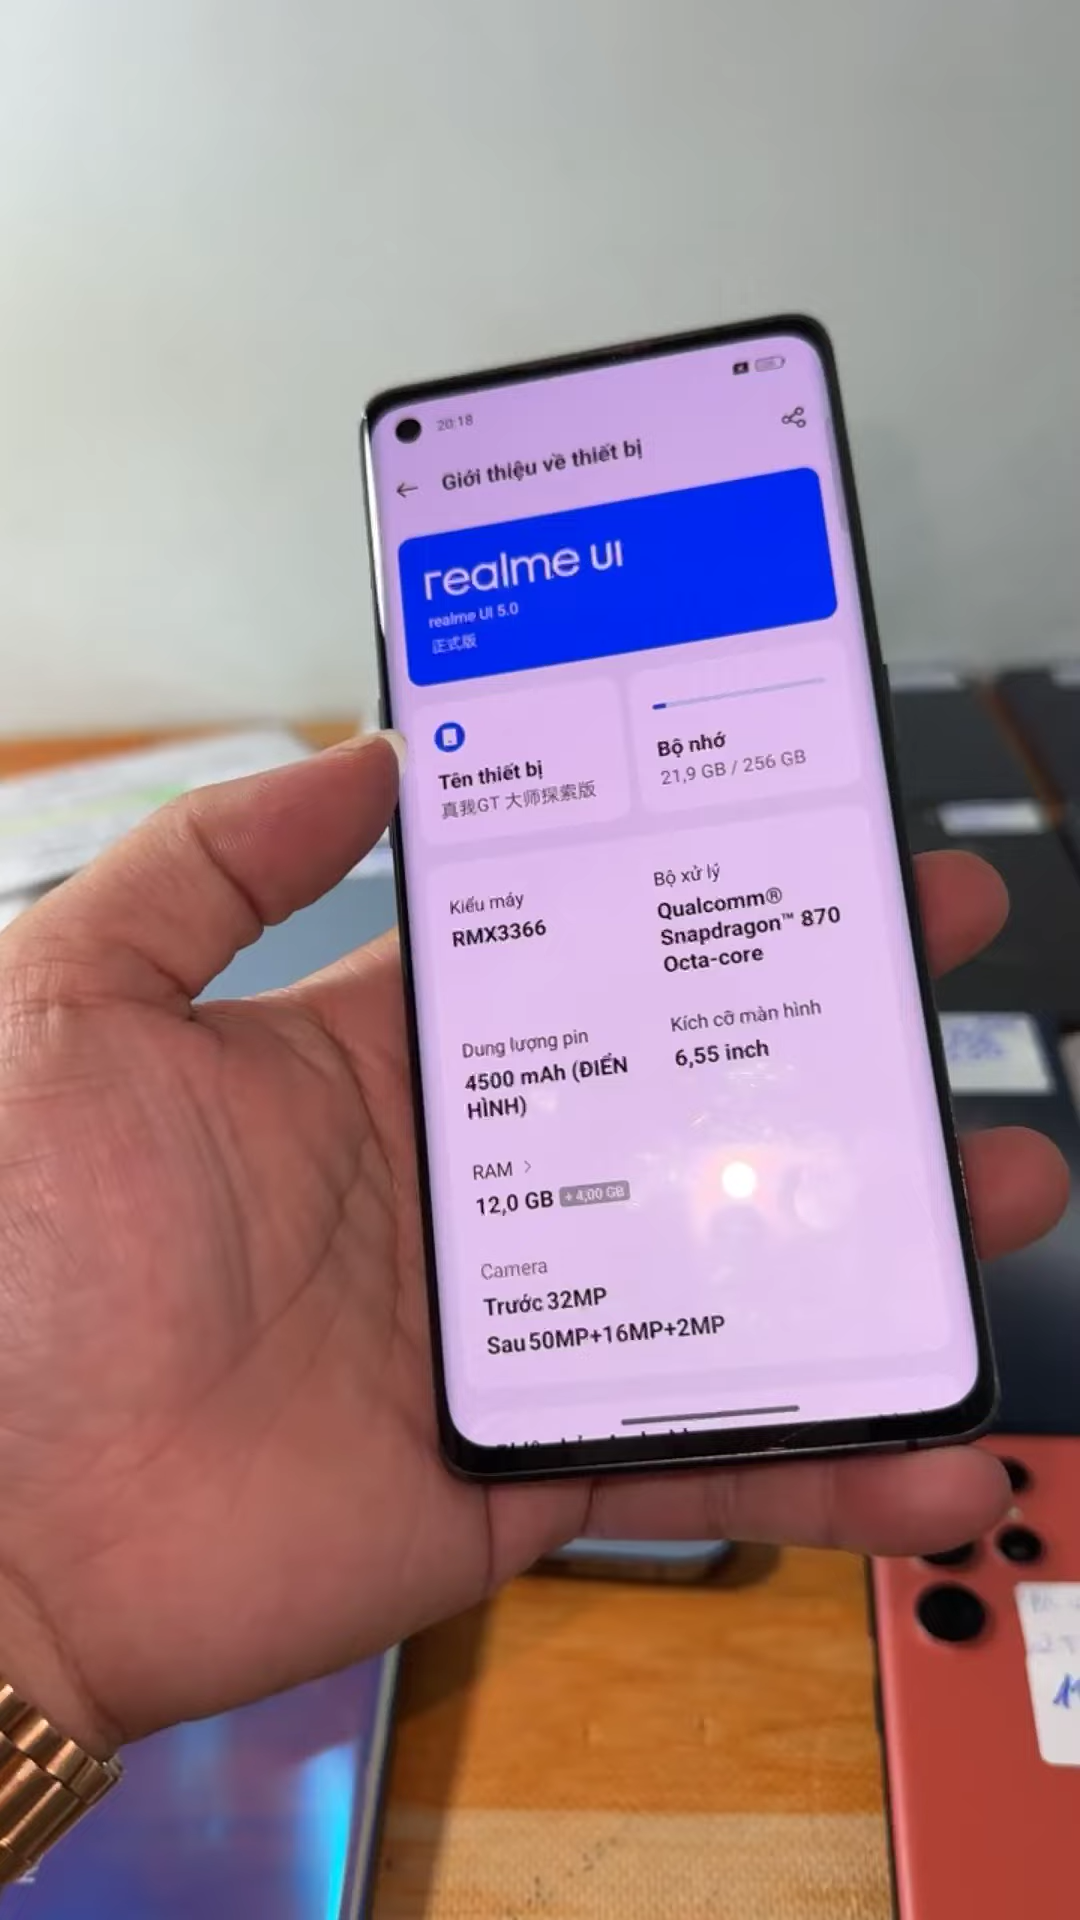 20:18
Giới thiệu về thiết bị
realme UI
realme UI 5.0
正式版
Tên thiết bị
真我GT 大师探索版
Bộ nhớ
21,9 GB / 256 GB
Kiểu máy
RMX3366
Bộ xử lý
Qualcomm®
Snapdragon™ 870
Octa-core
Dung lượng pin
4500 mAh (ĐIỂN
HÌNH)
Kích cỡ màn hình
6,55 inch
RAM >
12,0 GB + 4,00 GB
Camera
Trước 32MP
Sau 50MP+16MP+2MP